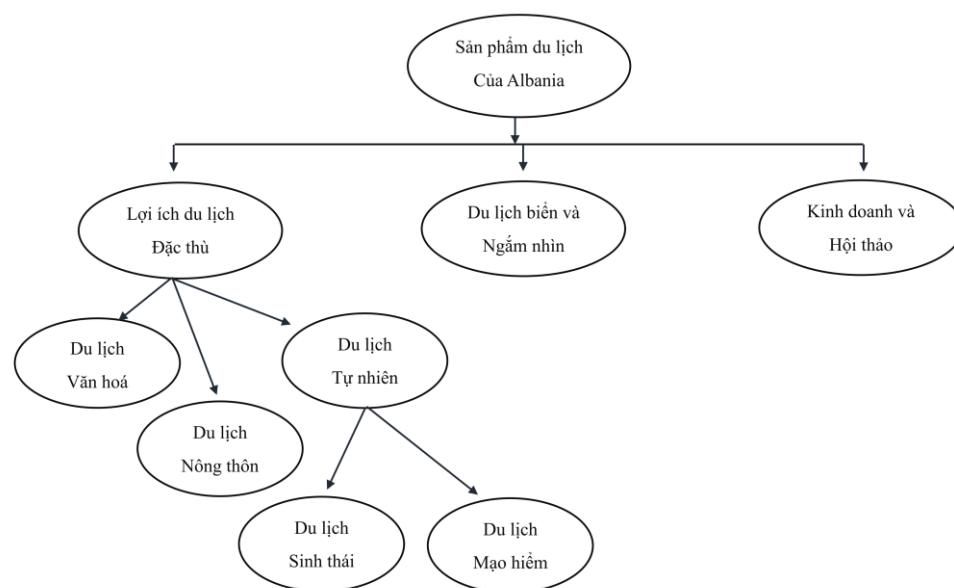 Sản phẩm du lịch
Của Albania
Lợi ích du lịch
Đặc thù
Du lịch biển và
Ngắm nhìn
Kinh doanh và
Hội thảo
Du lịch
Văn hoá
Du lịch
Tự nhiên
Du lịch
Nông thôn
Du lịch
Sinh thái
Du lịch
Mạo hiểm